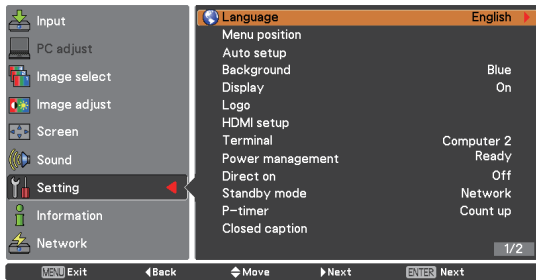 Input
PC adjust
Image select
Image adjust
Screen
Sound
Setting
Information
Network
Language English
Menu position
Auto setup
Background Blue
Display On
Logo
HDMI setup
Terminal Computer 2
Power management Ready
Direct on Off
Standby mode Network
P-timer Count up
Closed caption
1/2
MENU Exit Back Move Next ENTER Next